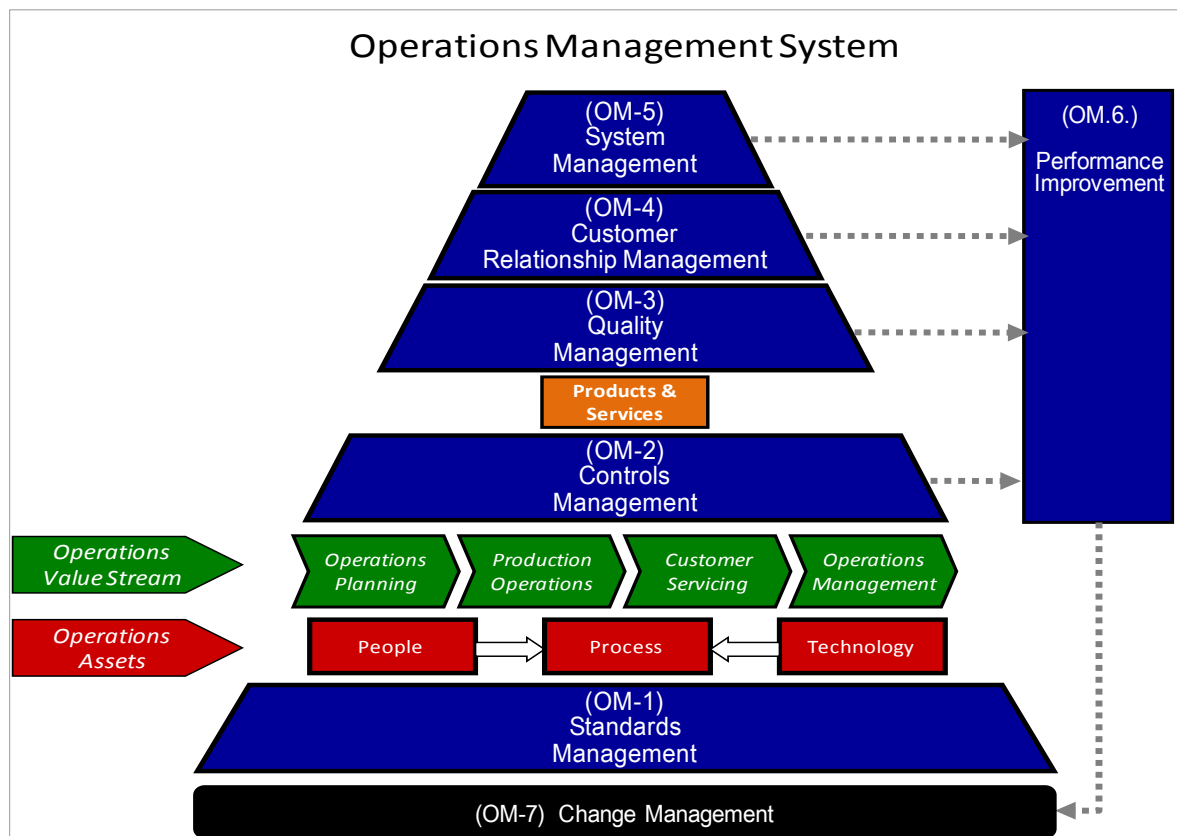 Operations Management System
(OM-5)
System
Management
(OM.6.)
Performance
Improvement
(OM-4)
Customer
Relationship Management
(OM-3)
Quality
Management
Products &
Services
(OM-2)
Controls
Management
Operations
Value Stream
Operations
Planning
Production
Operations
Customer
Servicing
Operations
Management
Operations
Assets
People
Process
Technology
(OM-1)
Standards
Management
(OM-7) Change Management